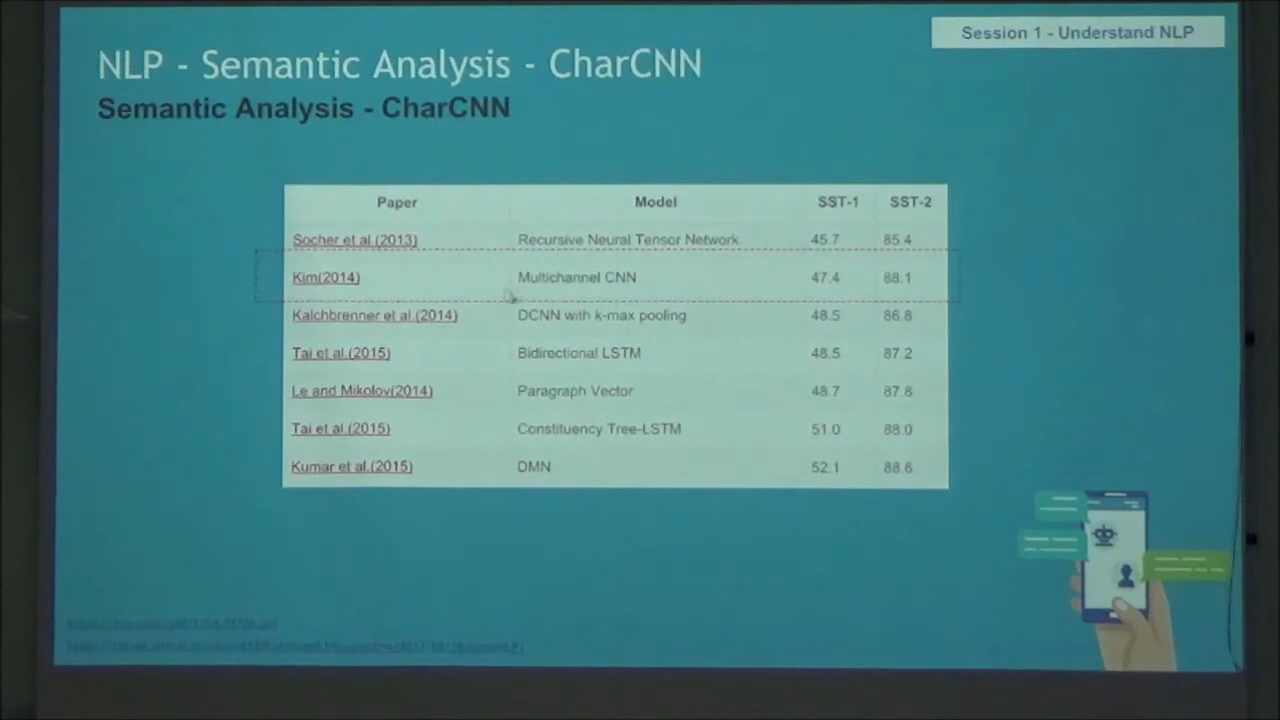 Session 1 - Understand NLP
NLP - Semantic Analysis - CharCNN
Semantic Analysis - CharCNN
Paper Model SST-1 SST-2
Socher et al.(2013) Recursive Neural Tensor Network 45.7 85.4
Kim(2014) Multichannel CNN 47.4 88.1
Kalchbrenner et al.(2014) DCNN with k-max pooling 48.5 86.8
Tai et al.(2015) Bidirectional LSTM 48.5 87.2
Le and Mikolov(2014) Paragraph Vector 48.7 87.8
Tai et al.(2015) Constituency Tree-LSTM 51.0 88.0
Kumar et al.(2015) DMN 52.1 88.6